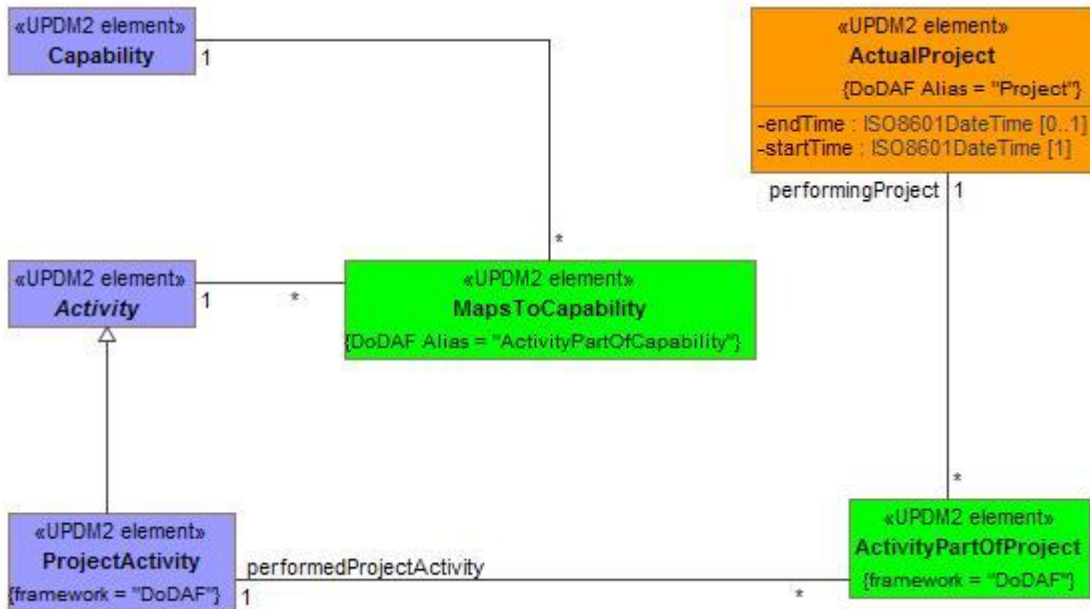 «UPDM2 element»
Capability
1
«UPDM2 element»
ActualProject
{DoDAF Alias = "Project"}
-endTime : ISO8601DateTime [0..1]
-startTime : ISO8601DateTime [1]
performingProject 1
*
«UPDM2 element»
Activity
1
*
«UPDM2 element»
MapsToCapability
{DoDAF Alias = "ActivityPartOfCapability"}
*
«UPDM2 element»
ProjectActivity
{framework = "DoDAF"}
performedProjectActivity
1
*
«UPDM2 element»
ActivityPartOfProject
{framework = "DoDAF"}